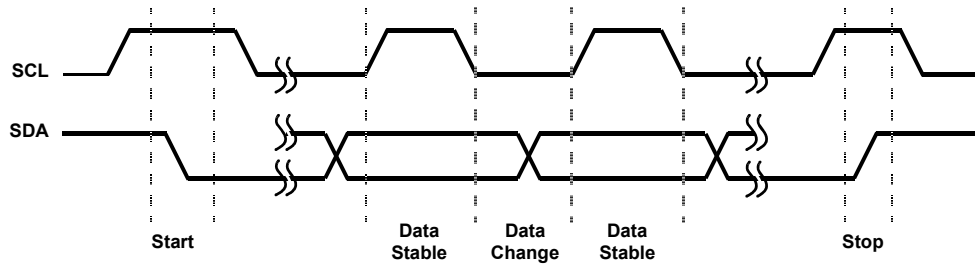 SCL
SDA
Start
Data
Stable
Data
Change
Data
Stable
Stop